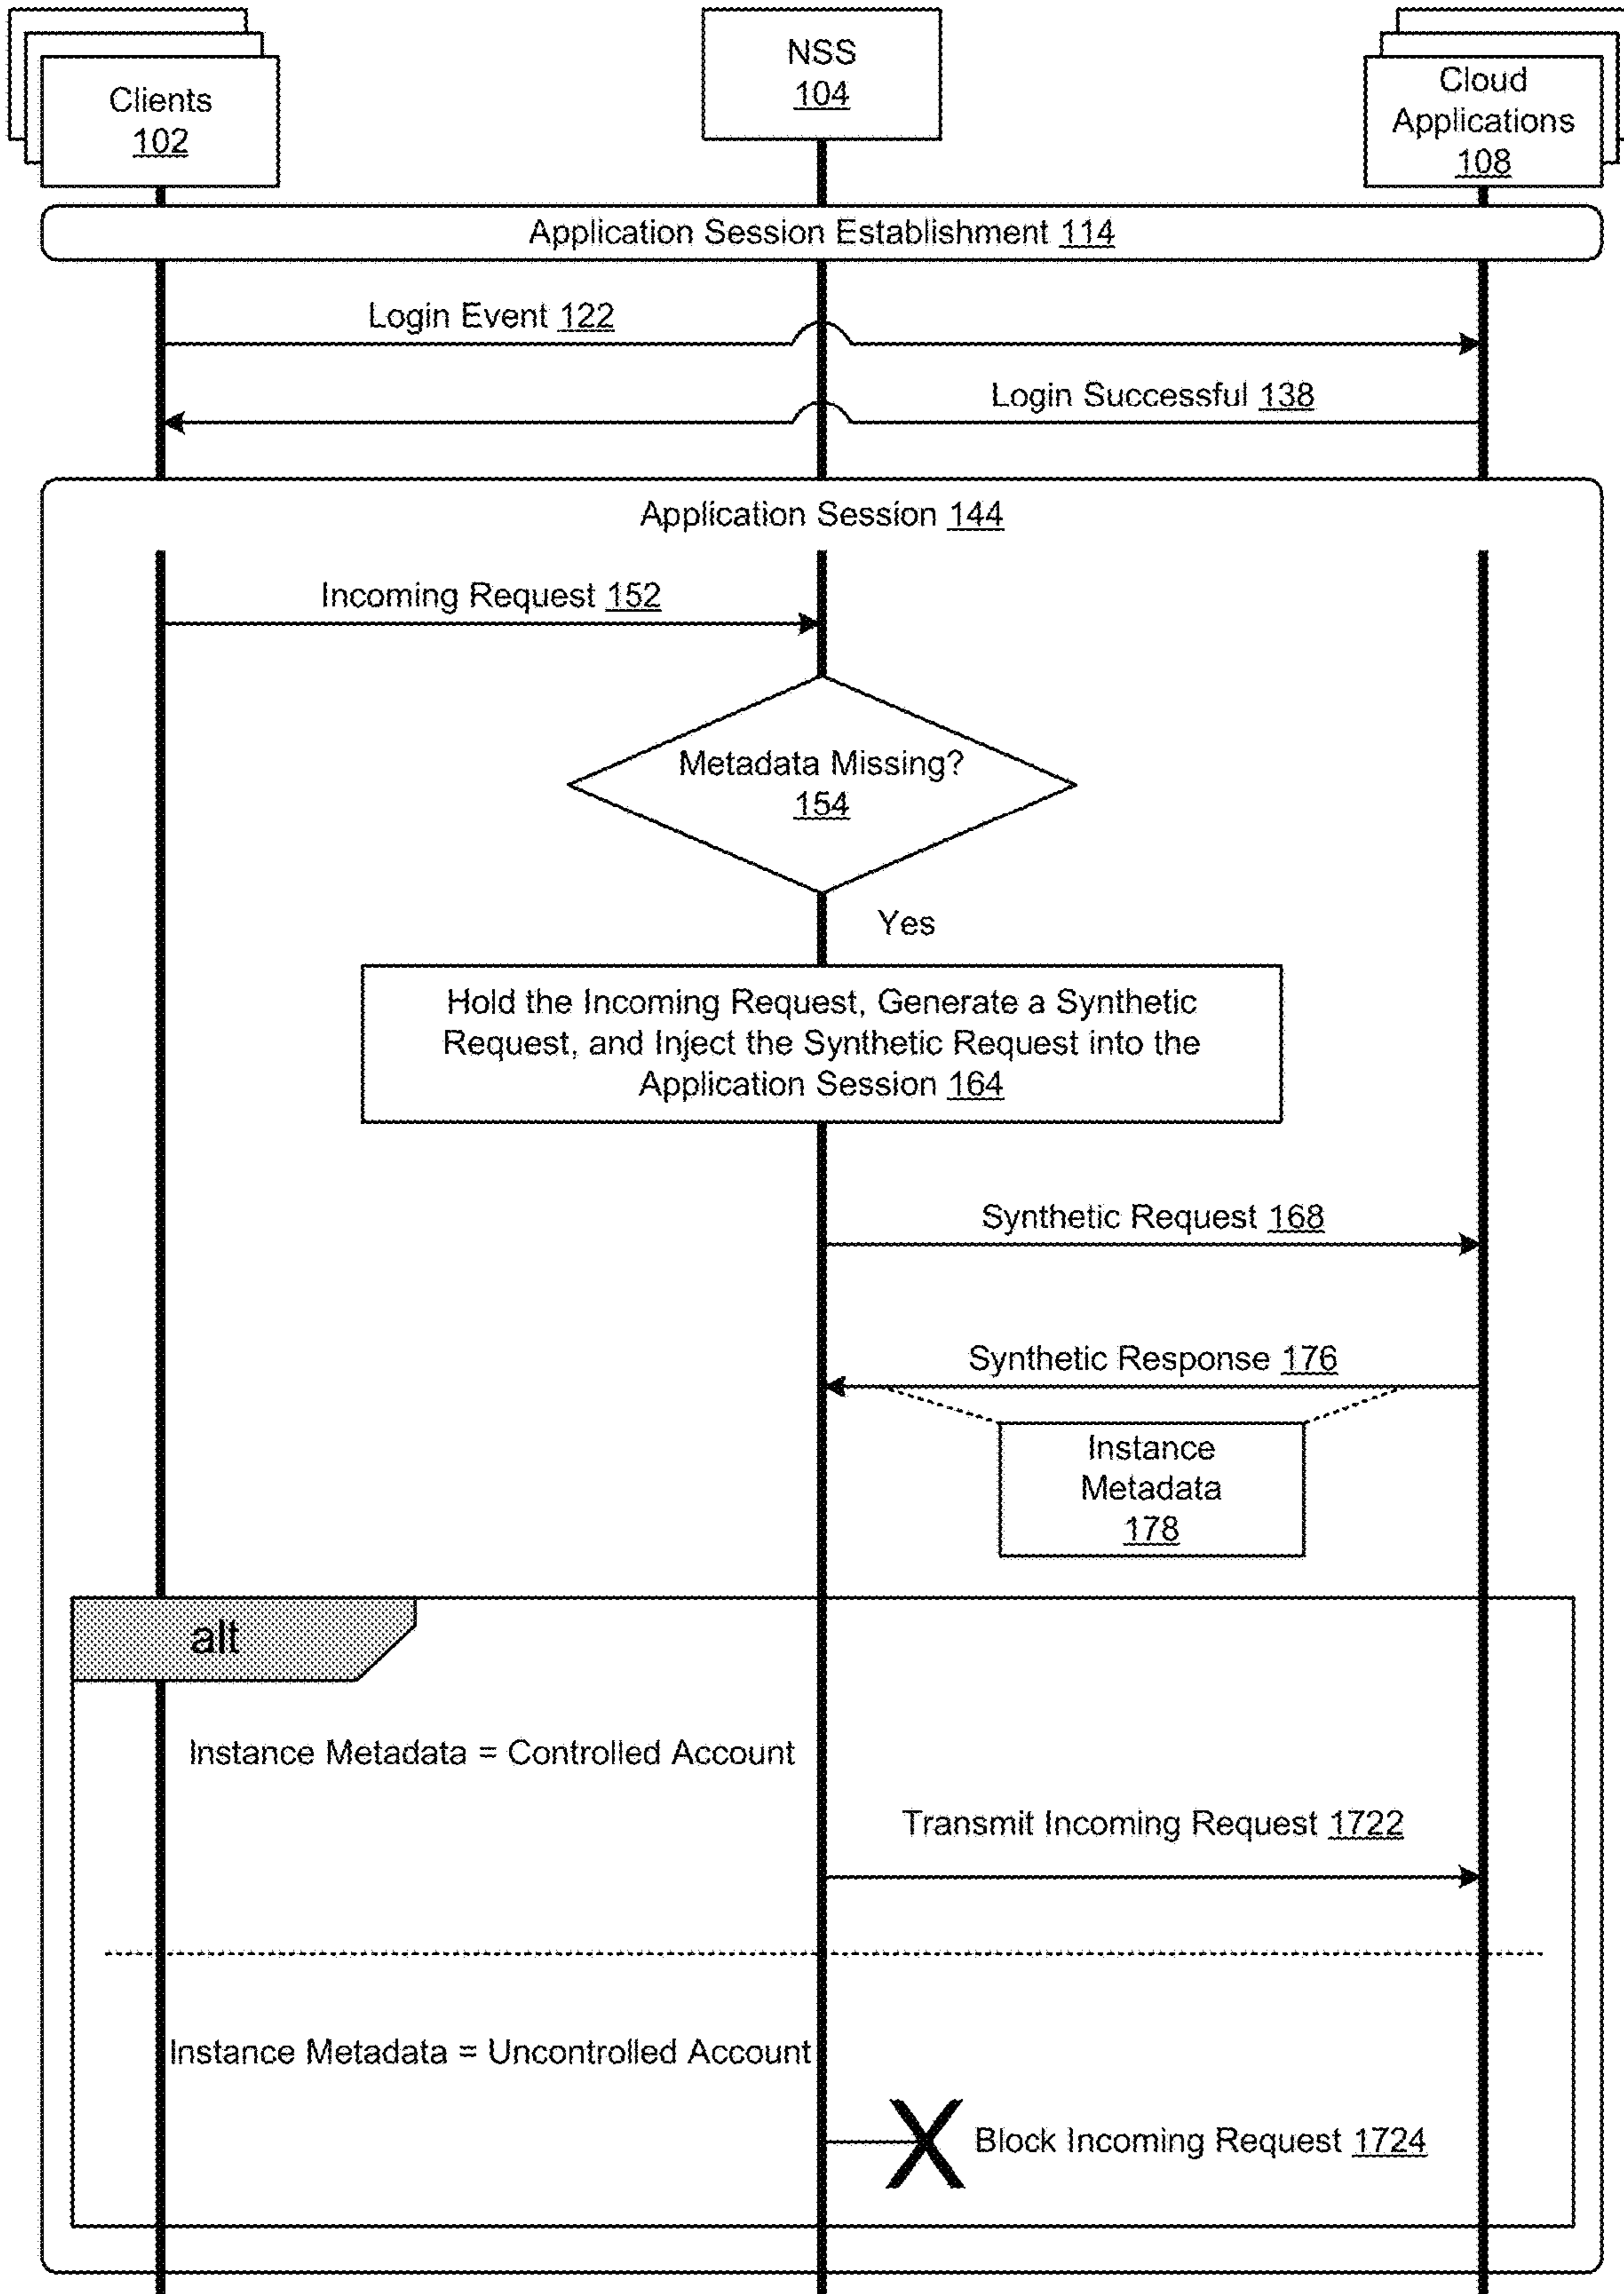 Clients
102
NSS
104
Cloud
Applications
108
Application Session Establishment 114
Login Event 122
Login Successful 138
Application Session 144
Incoming Request 152
Metadata Missing?
154
Yes
Hold the Incoming Request, Generate a Synthetic
Request, and Inject the Synthetic Request into the
Application Session 164
Synthetic Request 168
Synthetic Response 176
Instance
Metadata
178
alt
Instance Metadata = Controlled Account
Transmit Incoming Request 1722
Instance Metadata = Uncontrolled Account
X
Block Incoming Request 1724